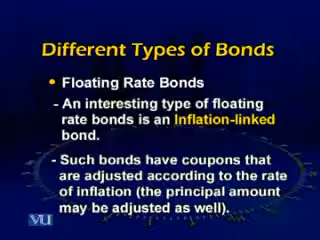 Different Types of Bonds
• Floating Rate Bonds
- An interesting type of floating
rate bonds is an Inflation-linked
bond.
- Such bonds have coupons that
are adjusted according to the rate
of inflation (the principal amount
may be adjusted as well).
VU